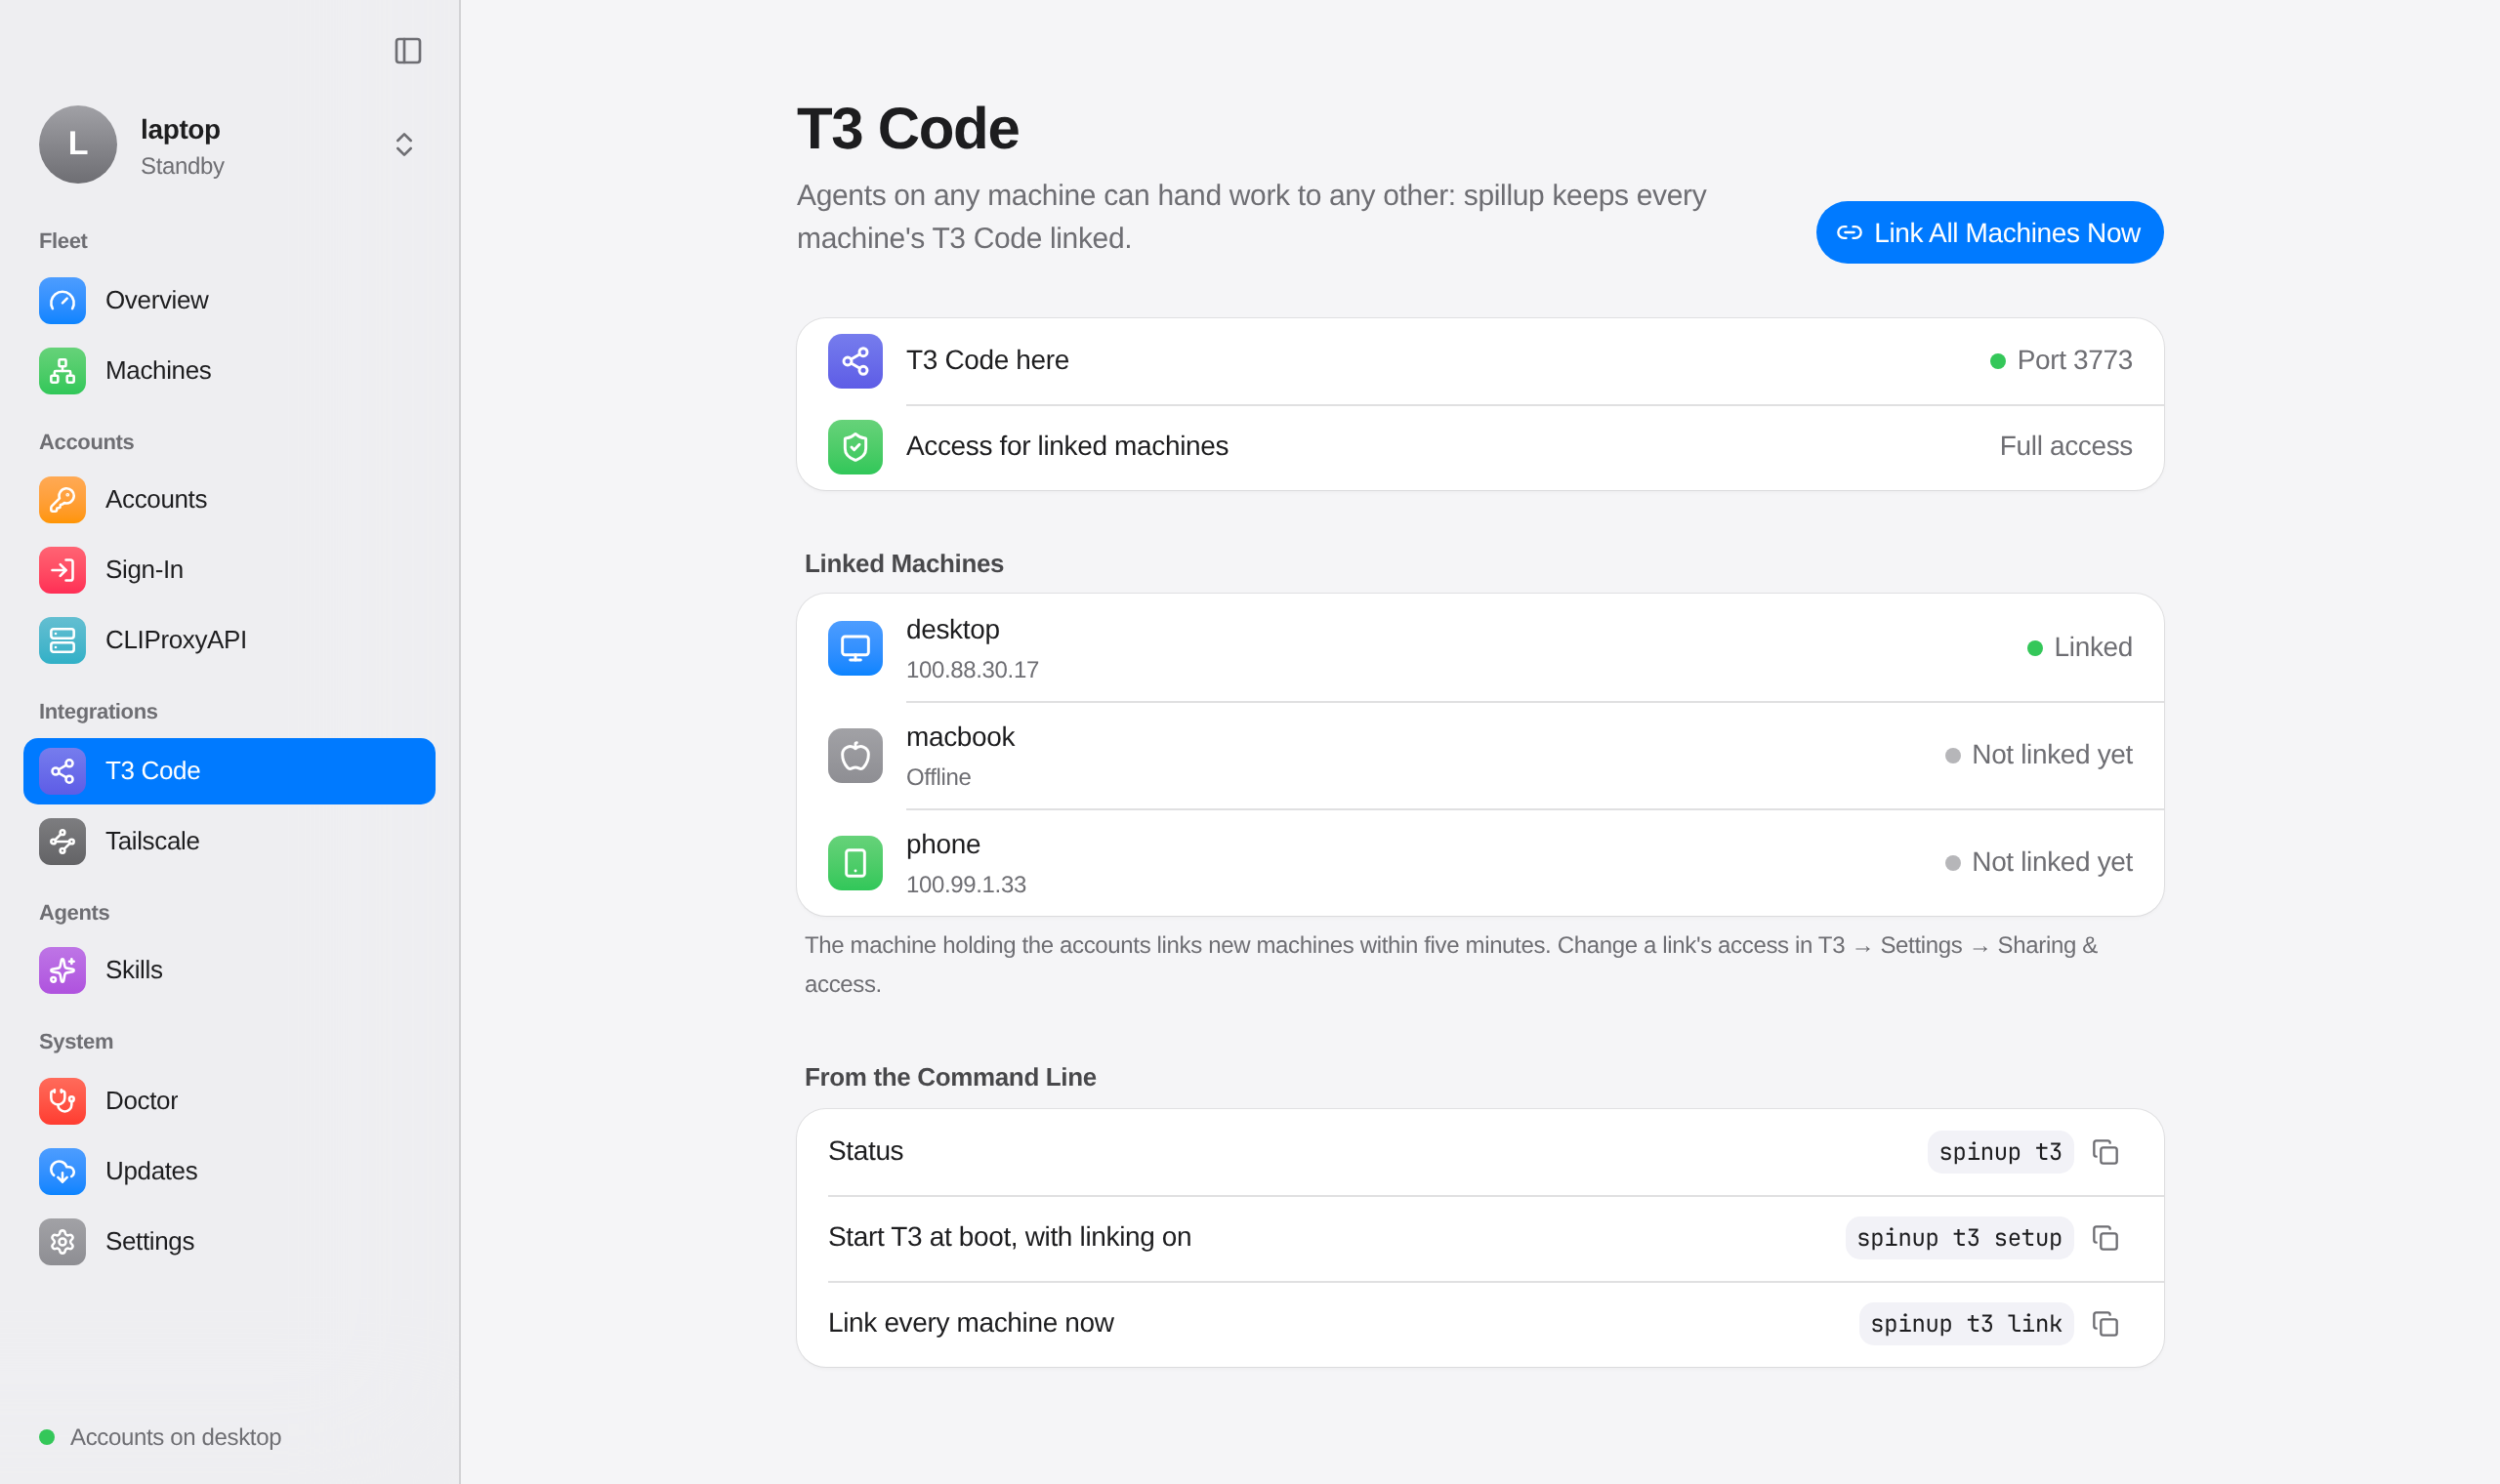 L
laptop
Standby
Fleet
Overview
Machines
Accounts
Accounts
Sign-In
CLIProxyAPI
Integrations
T3 Code
Tailscale
Agents
Skills
System
Doctor
Updates
Settings
Accounts on desktop
T3 Code
Agents on any machine can hand work to any other: spillup keeps every
machine's T3 Code linked.
Link All Machines Now
T3 Code here
Port 3773
Access for linked machines
Full access
Linked Machines
desktop
100.88.30.17
Linked
macbook
Offline
Not linked yet
phone
100.99.1.33
Not linked yet
The machine holding the accounts links new machines within five minutes. Change a link's access in T3 → Settings → Sharing &
access.
From the Command Line
Status
spinup t3
Start T3 at boot, with linking on
spinup t3 setup
Link every machine now
spinup t3 link